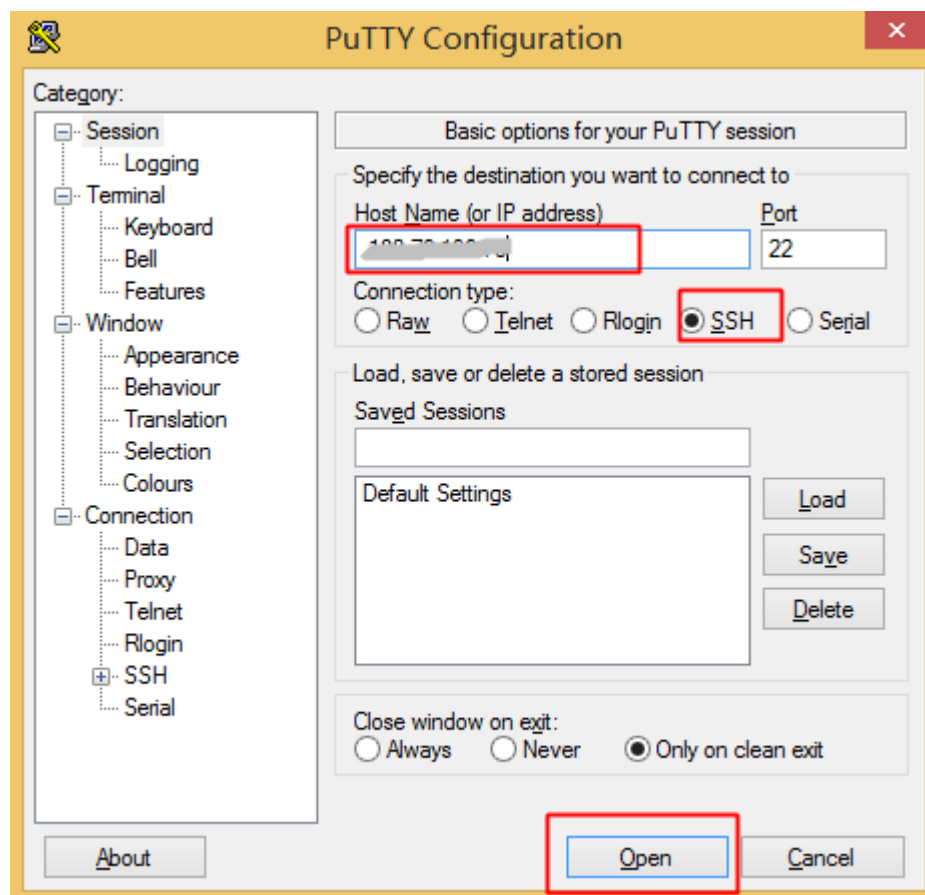 PuTTY Configuration
Category:
Session
Logging
Terminal
Keyboard
Bell
Features
Window
Appearance
Behaviour
Translation
Selection
Colours
Connection
Data
Proxy
Telnet
Rlogin
SSH
Serial
Basic options for your PuTTY session
Specify the destination you want to connect to
Host Name (or IP address) Port
22
Connection type:
Raw Telnet Rlogin SSH Serial
Load, save or delete a stored session
Saved Sessions
Default Settings
Load
Save
Delete
Close window on exit:
Always Never Only on clean exit
About Open Cancel